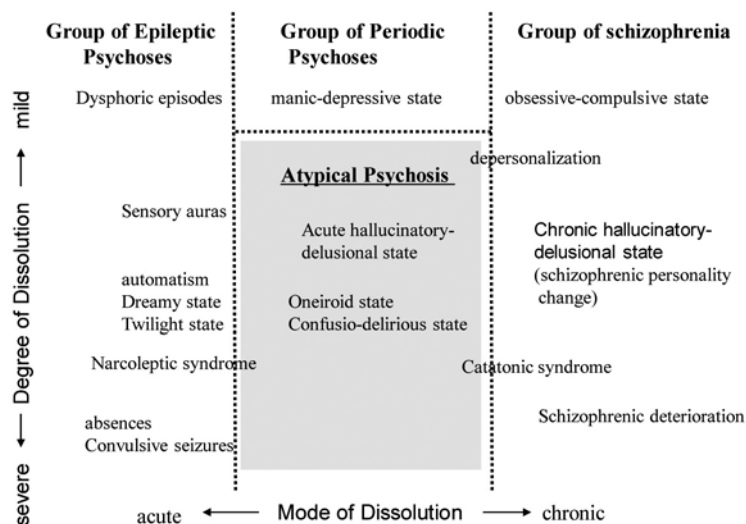 Group of Epileptic
Psychoses
Group of Periodic
Psychoses
Group of schizophrenia
mild
Degree of Dissolution
severe
Dysphoric episodes
manic-depressive state
obsessive-compulsive state
depersonalization
Atypical Psychosis
Sensory auras
Acute hallucinatory-
delusional state
Chronic hallucinatory-
delusional state
(schizophrenic personality
change)
automatism
Dreamy state
Twilight state
Oneiroid state
Confusio-delirious state
Narcoleptic syndrome
Catatonic syndrome
absences
Convulsive seizures
Schizophrenic deterioration
acute
Mode of Dissolution
chronic